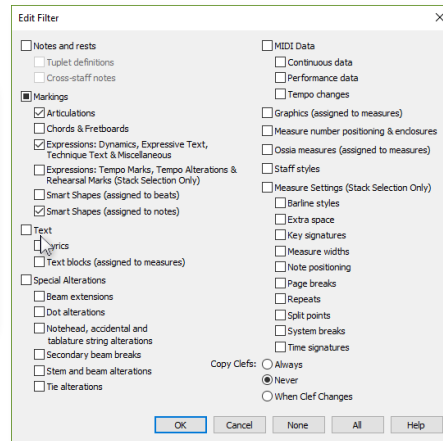 Edit Filter
Notes and rests
Tuplet definitions
Cross-staff notes
Markings
Articulations
Chords & Fretboards
Expressions: Dynamics, Expressive Text,
Technique Text & Miscellaneous
Expressions: Tempo Marks, Tempo Alterations &
Rehearsal Marks (Stack Selection Only)
Smart Shapes (assigned to beats)
Smart Shapes (assigned to notes)
Text
Text blocks (assigned to measures)
Special Alterations
Beam extensions
Dot alterations
Notehead, accidental and
tablature string alterations
Secondary beam breaks
Stem and beam alterations
Tie alterations
MIDI Data
Continuous data
Performance data
Tempo changes
Graphics (assigned to measures)
Measure number positioning & enclosures
Ossia measures (assigned to measures)
Staff styles
Measure Settings (Stack Selection Only)
Barline styles
Extra space
Key signatures
Measure widths
Note positioning
Page breaks
Repeats
Split points
System breaks
Time signatures
Copy Clefs: Always
Never
When Clef Changes
OK Cancel None All Help